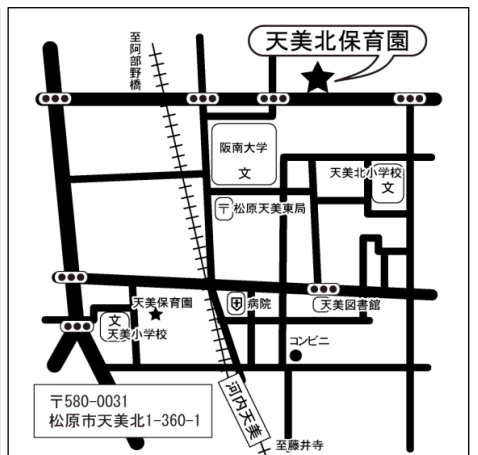 天美北保育園
至阿部野橋
阪南大学
文
天美北小学校
文
〒松原天美東局
天美保育園
病院
天美図書館
文
天美小学校
コンビニ
〒580-0031
松原市天美北1-360-1
河内天美
至藤井寺